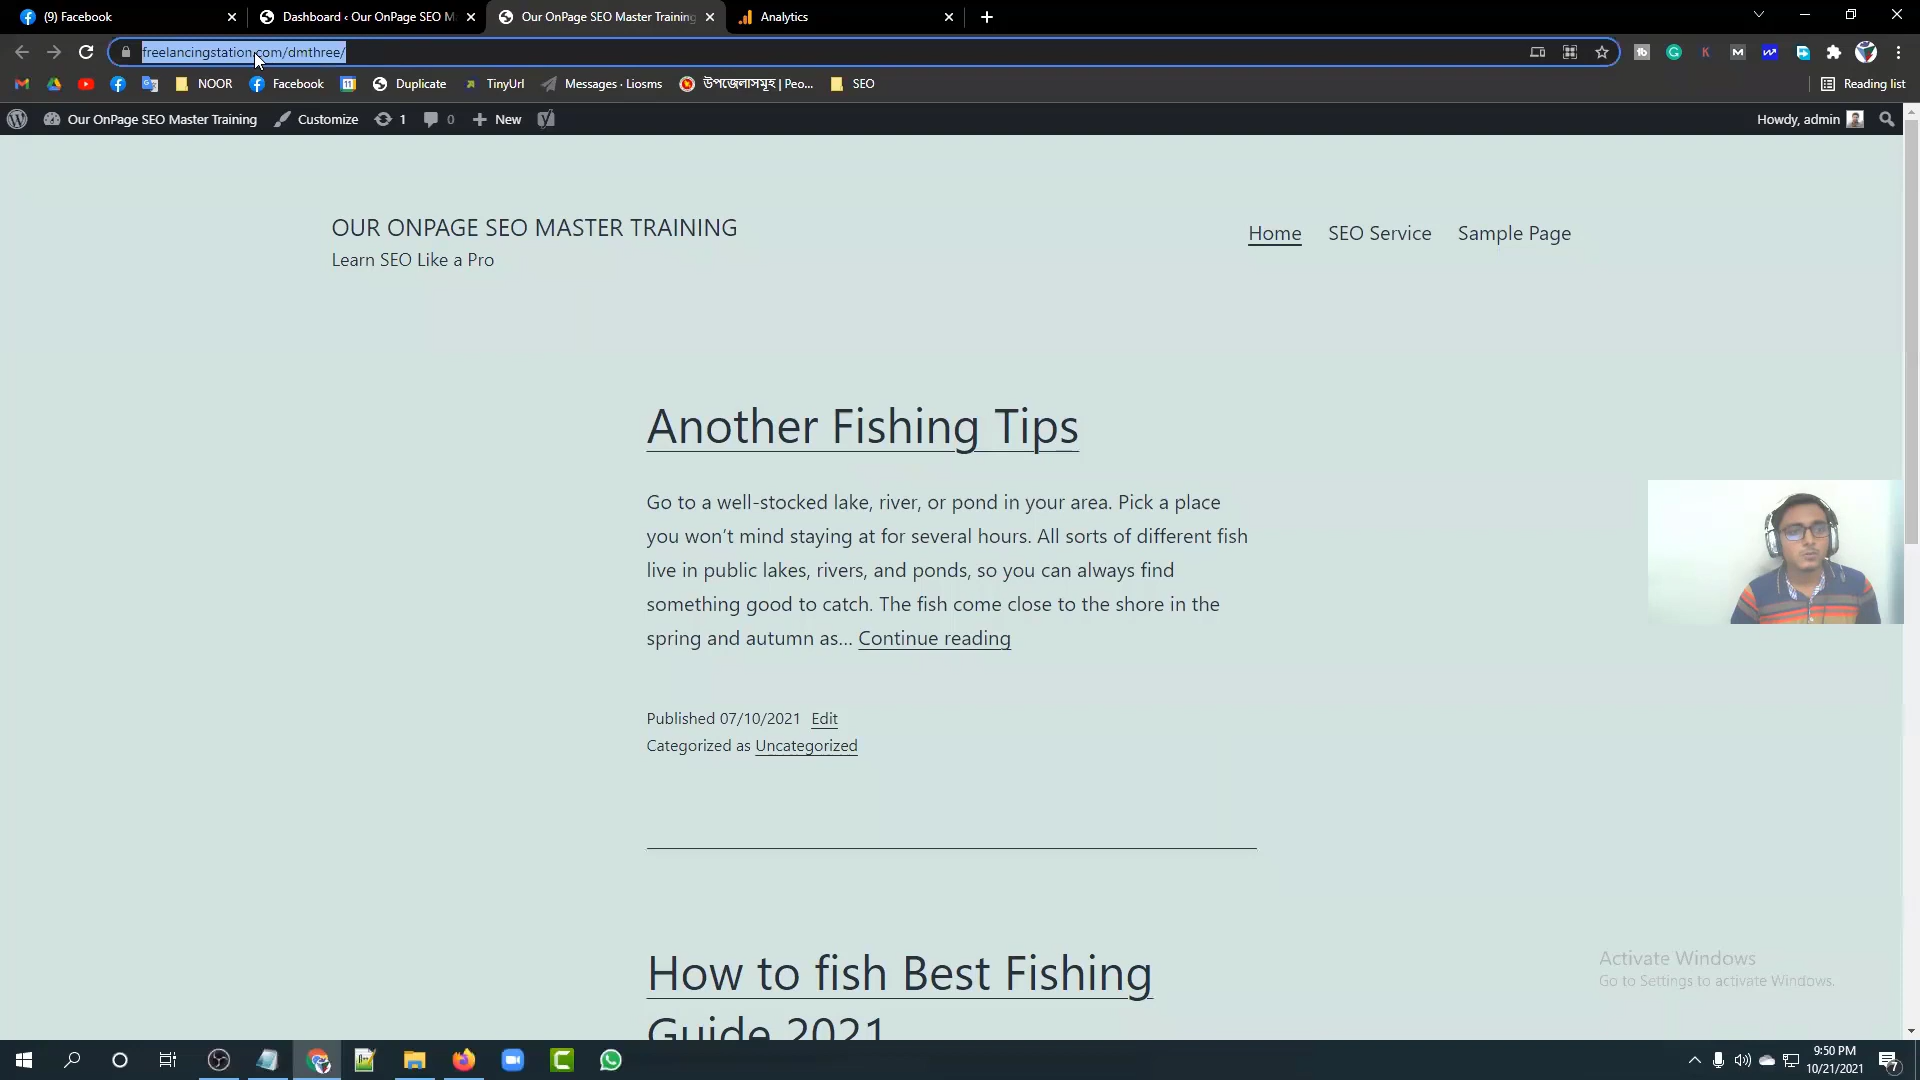 (9) Facebook
Dashboard ‹ Our OnPage SEO M
Our OnPage SEO Master Training
Analytics
freelancingstation.com/dmthree/
NOOR
Facebook
11
Duplicate
TinyUrl
Messages · Liosms
উপজেলাসমূহ | Peo...
SEO
Reading list
Our OnPage SEO Master Training
Customize
1
0
New
Howdy, admin
OUR ONPAGE SEO MASTER TRAINING
Learn SEO Like a Pro
Home
SEO Service
Sample Page
Another Fishing Tips
Go to a well-stocked lake, river, or pond in your area. Pick a place
you won’t mind staying at for several hours. All sorts of different fish
live in public lakes, rivers, and ponds, so you can always find
something good to catch. The fish come close to the shore in the
spring and autumn as… Continue reading
Published 07/10/2021 Edit
Categorized as Uncategorized
How to fish Best Fishing
Guide 2021
Activate Windows
Go to Settings to activate Windows.
9:50 PM
10/21/2021
7